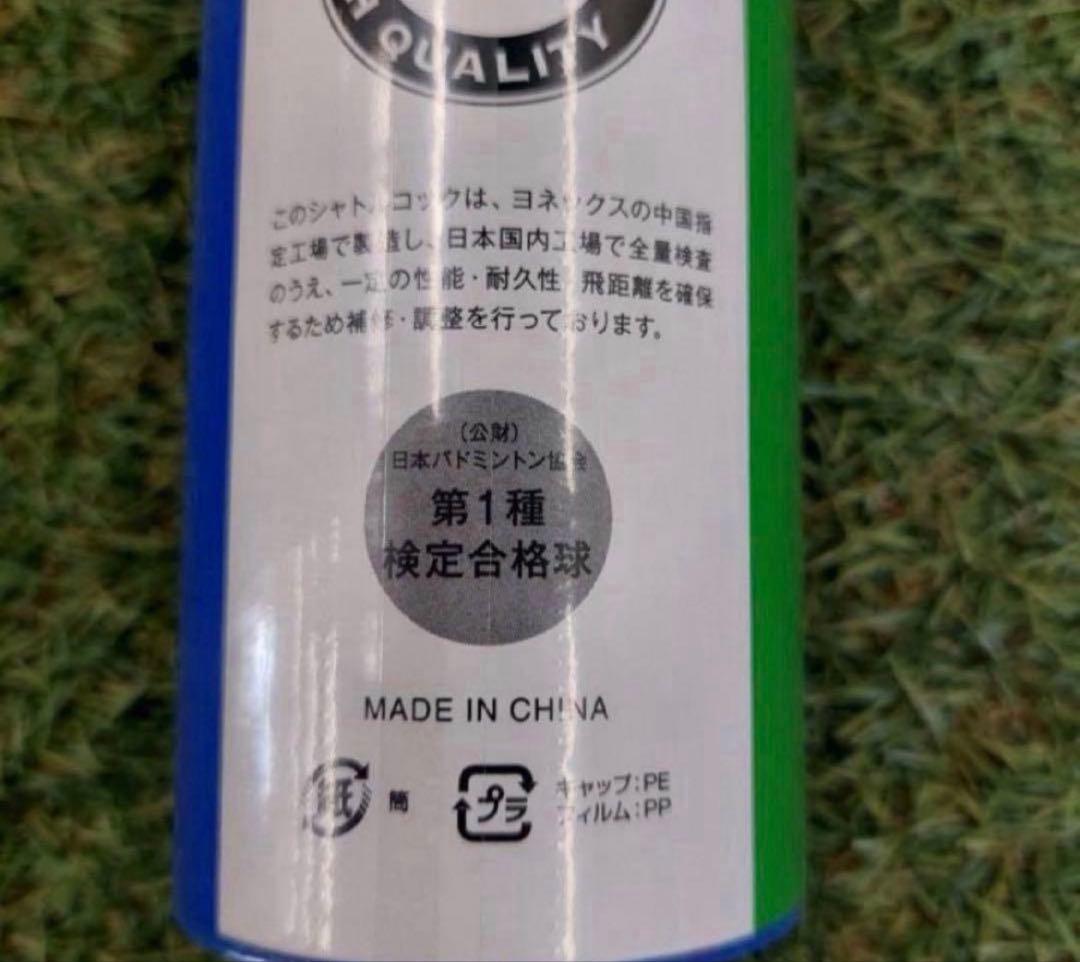 H QUALITY
このシャトルコックは、ヨネックスの中国指
定工場で製造し、日本国内工場で全量検査
のうえ、一定の性能・耐久性・飛距離を確保
するため補修・調整を行っております。
(公財)
日本バドミントン協会
第1種
検定合格球
MADE IN CHINA
紙 筒
プラ キャップ:PE
フィルム:PP